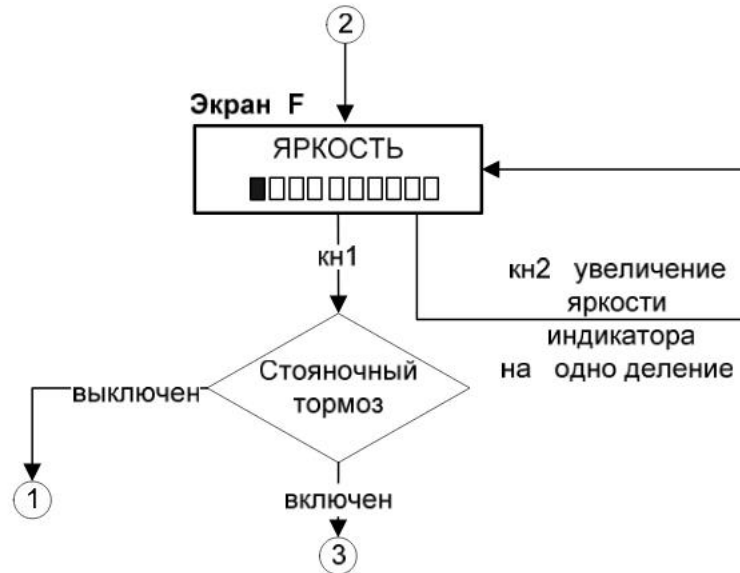 2
Экран F
ЯРКОСТЬ
кн1
кн2 увеличение
яркости
индикатора
на одно деление
Стояночный
тормоз
выключен
1
включен
3